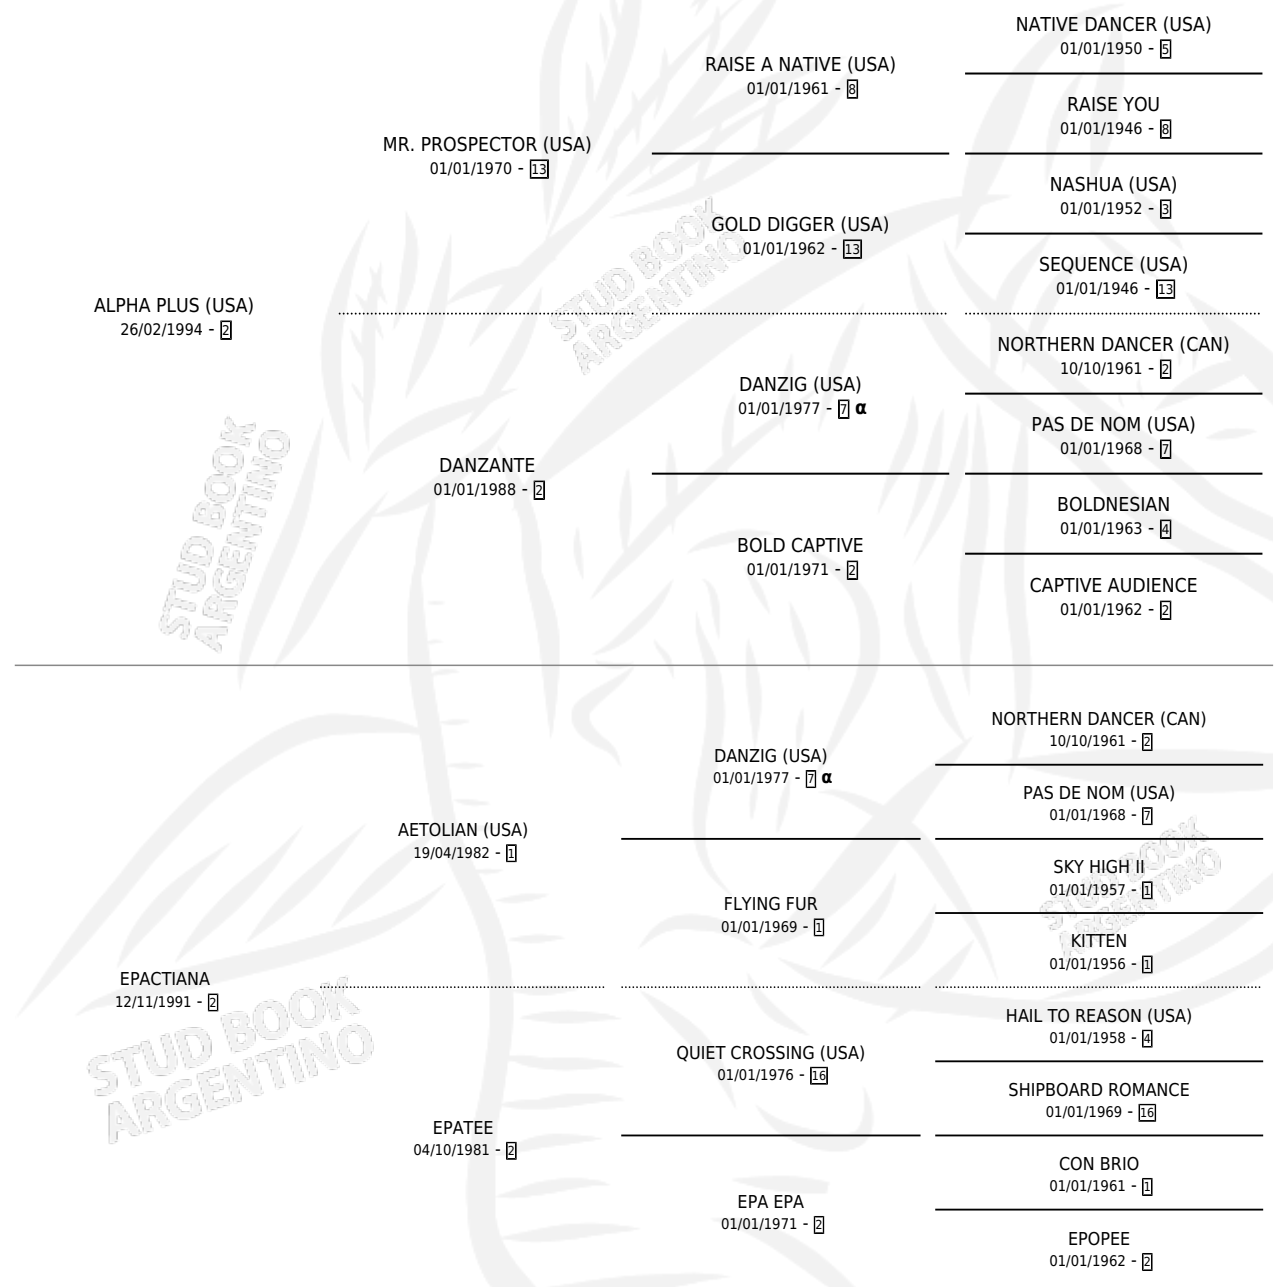 NATIVE DANCER (USA)
01/01/1950 - 5
RAISE A NATIVE (USA)
01/01/1961 - 8
RAISE YOU
01/01/1946 - 8
MR. PROSPECTOR (USA)
01/01/1970 - 13
NASHUA (USA)
01/01/1952 - 3
GOLD DIGGER (USA)
01/01/1962 - 13
SEQUENCE (USA)
01/01/1946 - 13
ALPHA PLUS (USA)
26/02/1994 - 2
NORTHERN DANCER (CAN)
10/10/1961 - 2
DANZIG (USA)
01/01/1977 - 7 α
PAS DE NOM (USA)
01/01/1968 - 7
DANZANTE
01/01/1988 - 2
BOLDNESIAN
01/01/1963 - 4
BOLD CAPTIVE
01/01/1971 - 2
CAPTIVE AUDIENCE
01/01/1962 - 2
NORTHERN DANCER (CAN)
10/10/1961 - 2
DANZIG (USA)
01/01/1977 - 7 α
PAS DE NOM (USA)
01/01/1968 - 7
AETOLIAN (USA)
19/04/1982 - 1
SKY HIGH II
01/01/1957 - 1
FLYING FUR
01/01/1969 - 1
KITTEN
01/01/1956 - 1
EPACTIANA
12/11/1991 - 2
HAIL TO REASON (USA)
01/01/1958 - 4
QUIET CROSSING (USA)
01/01/1976 - 16
SHIPBOARD ROMANCE
01/01/1969 - 16
EPATEE
04/10/1981 - 2
CON BRIO
01/01/1961 - 1
EPA EPA
01/01/1971 - 2
EPOPEE
01/01/1962 - 2
STUD BOOK
ARGENTINO
STUD BOOK
ARGENTINO
STUD BOOK
ARGENTINO
STUD BOOK
ARGENTINO